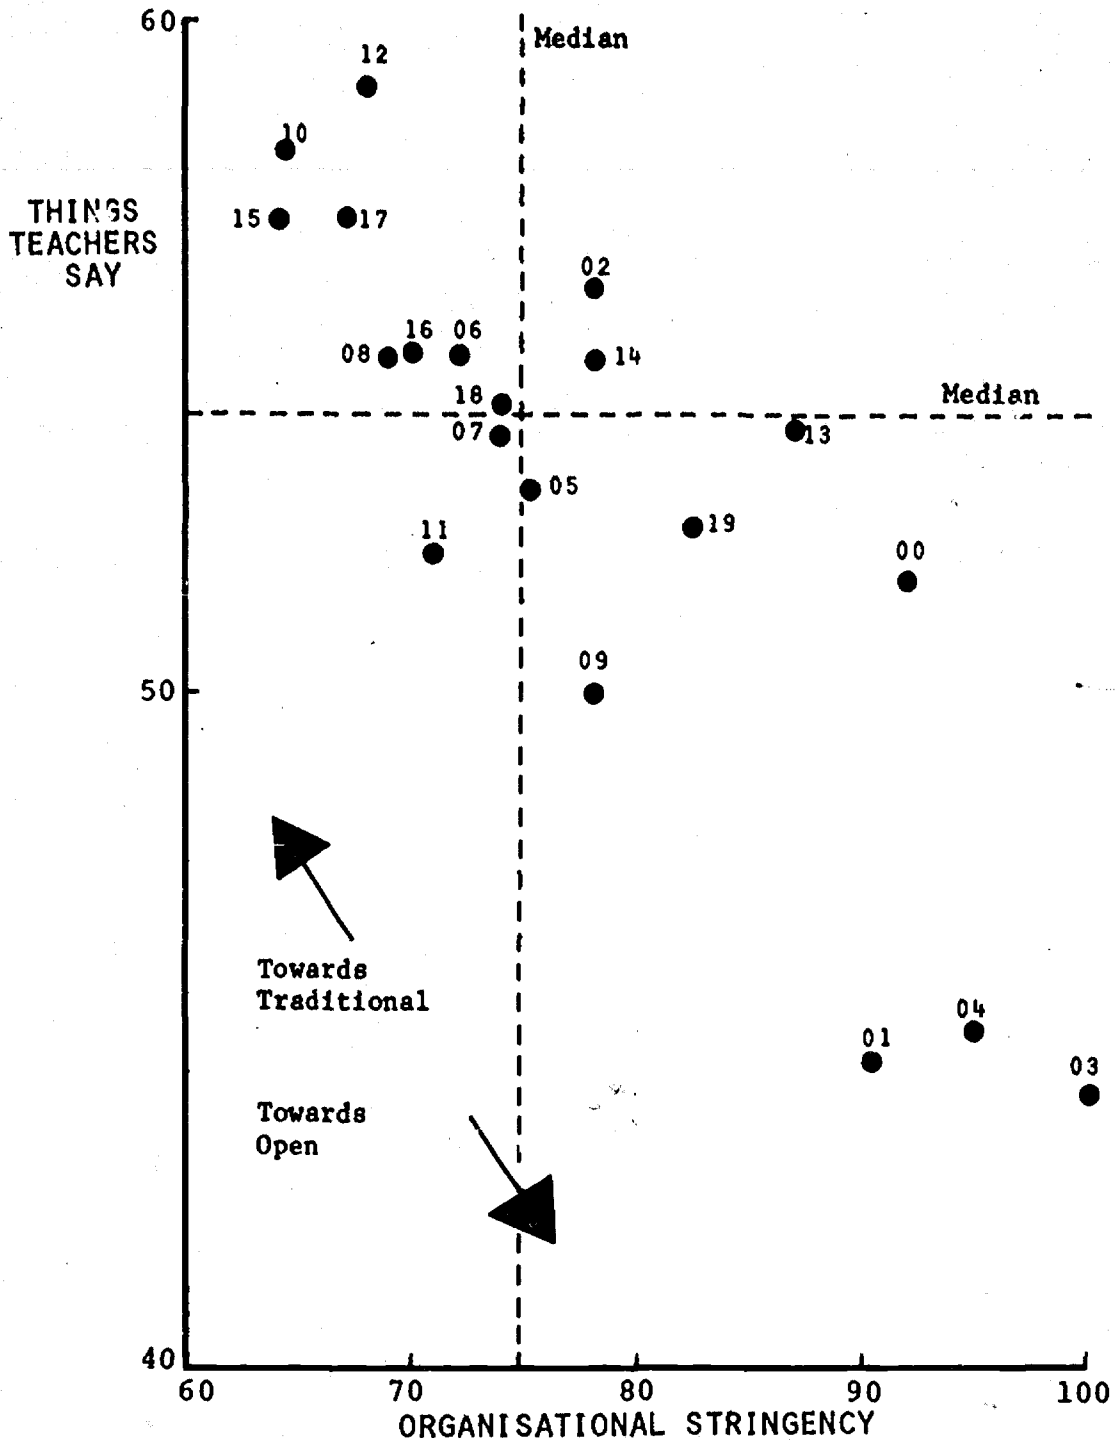 60
Median
12
10
THINGS
TEACHERS
SAY
15
17
02
16 06
08
14
18
Median
07
13
05
19
11
00
09
50
Towards
Traditional
04
01
03
Towards
Open
40
60 70 80 90 100
ORGANISATIONAL STRINGENCY